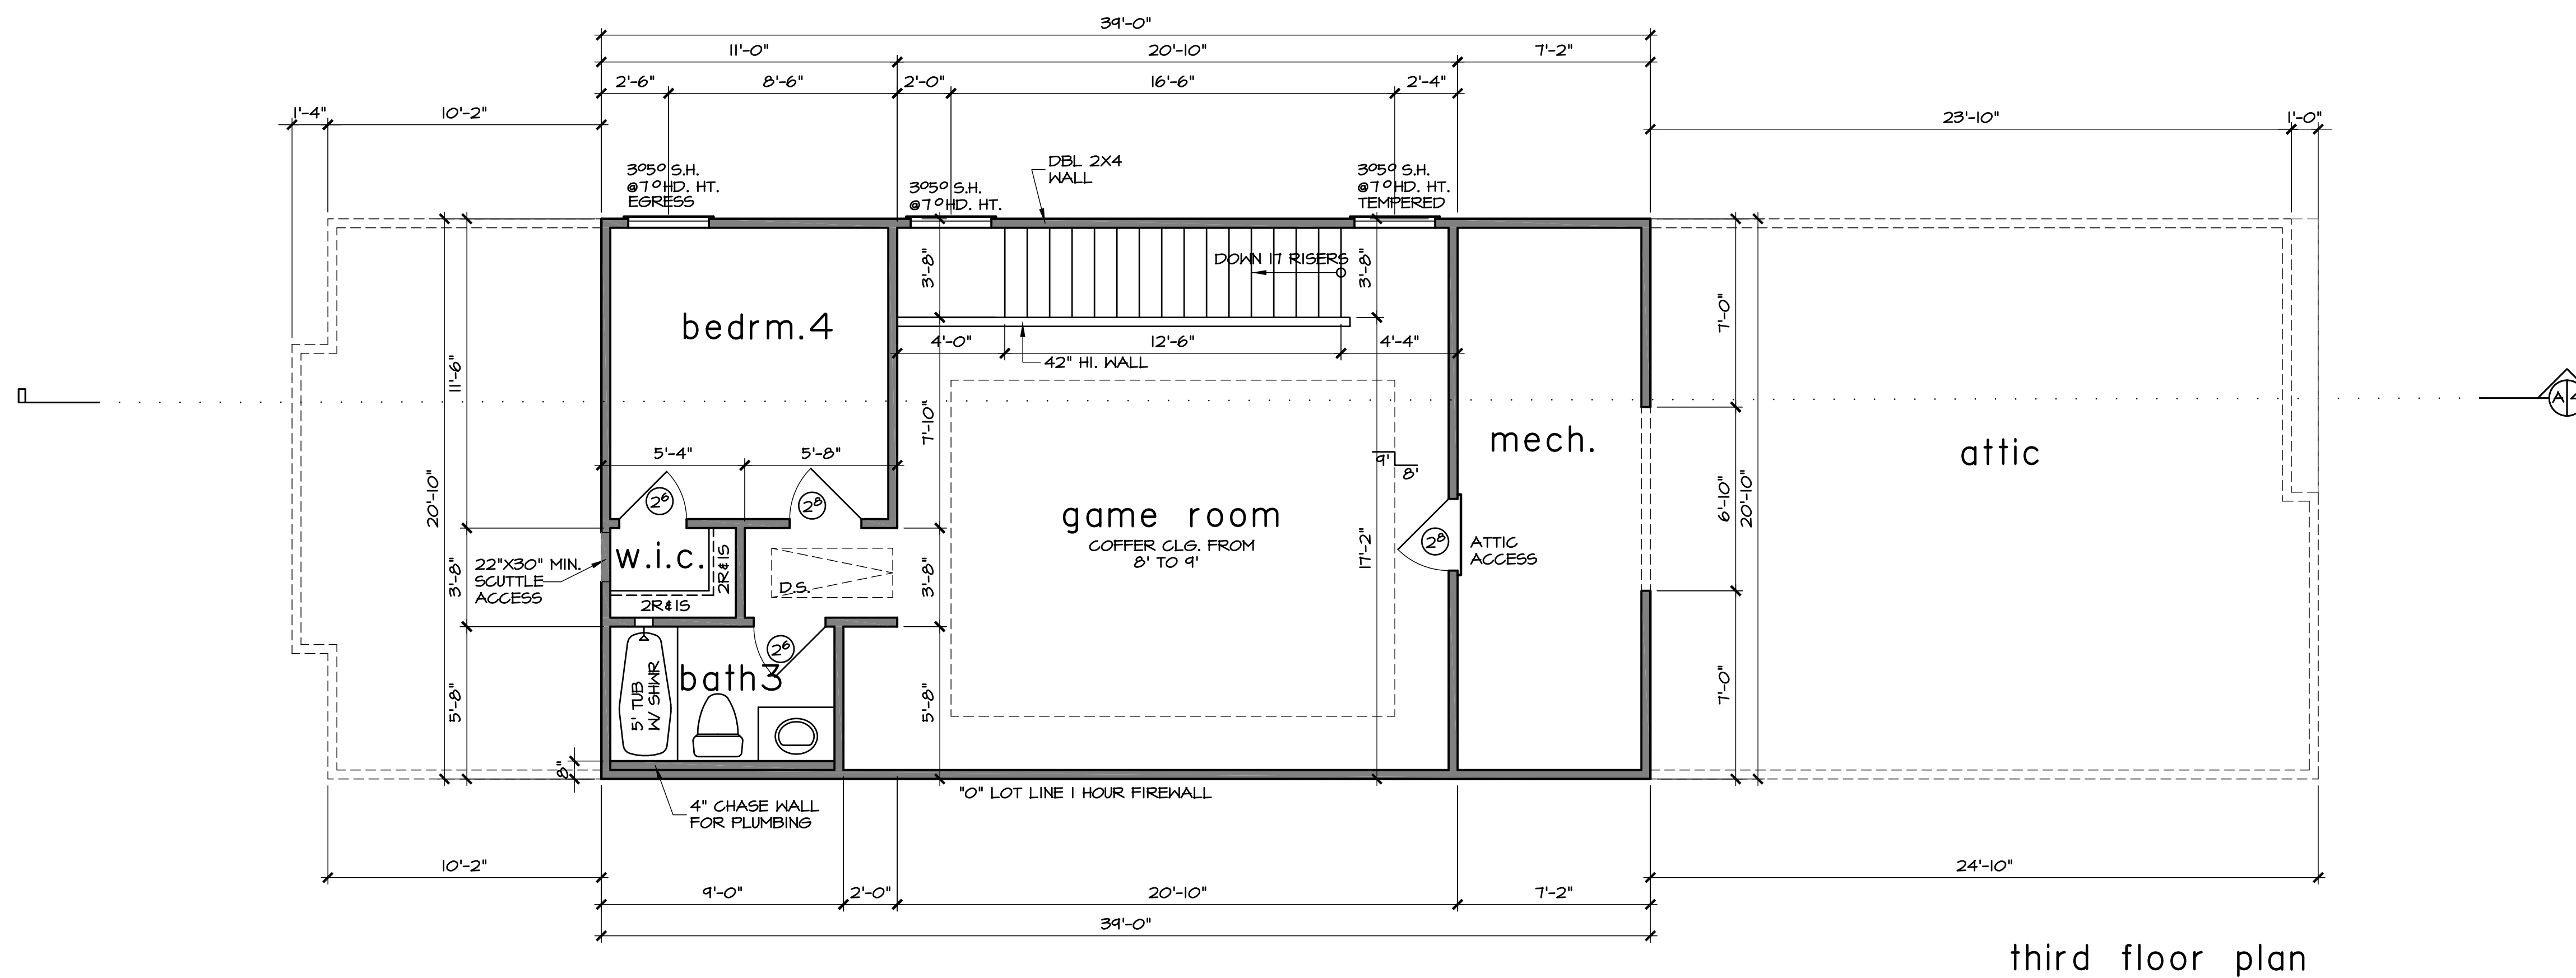 39'-0"
11'-0" 20'-10" 7'-2"
2'-6" 8'-6" 2'-0" 16'-6" 2'-4"
1'-4" 10'-2" 23'-10" 1'-0"
3⁰5⁰ S.H.
@7⁰HD. HT.
EGRESS
3⁰5⁰ S.H.
@7⁰HD. HT.
DBL 2X4
WALL
3⁰5⁰ S.H.
@7⁰HD. HT.
TEMPERED
3'-8"
DOWN 17 RISERS
3'-8"
bedrm.4
4'-0" 12'-6" 4'-4"
42" HI. WALL
7'-0"
11'-6"
7'-10"
5'-4" 5'-8"
20'-10"
2⁶
2⁸
9'
8'
mech.
attic
6'-10"
20'-10"
A
game room
COFFER CLG. FROM
8' TO 9'
17'-2"
2⁸
ATTIC
ACCESS
22"X30" MIN.
SCUTTLE
ACCESS
3'-8"
w.i.c.
2R&1S
2R&1S
D.S.
3'-8"
2⁶
bath3
5' TUB
W/ SHWR
5'-8"
5'-8"
7'-0"
8"
4" CHASE WALL
FOR PLUMBING
"0" LOT LINE 1 HOUR FIREWALL
10'-2" 24'-10"
9'-0" 2'-0" 20'-10" 7'-2"
39'-0"
third floor plan